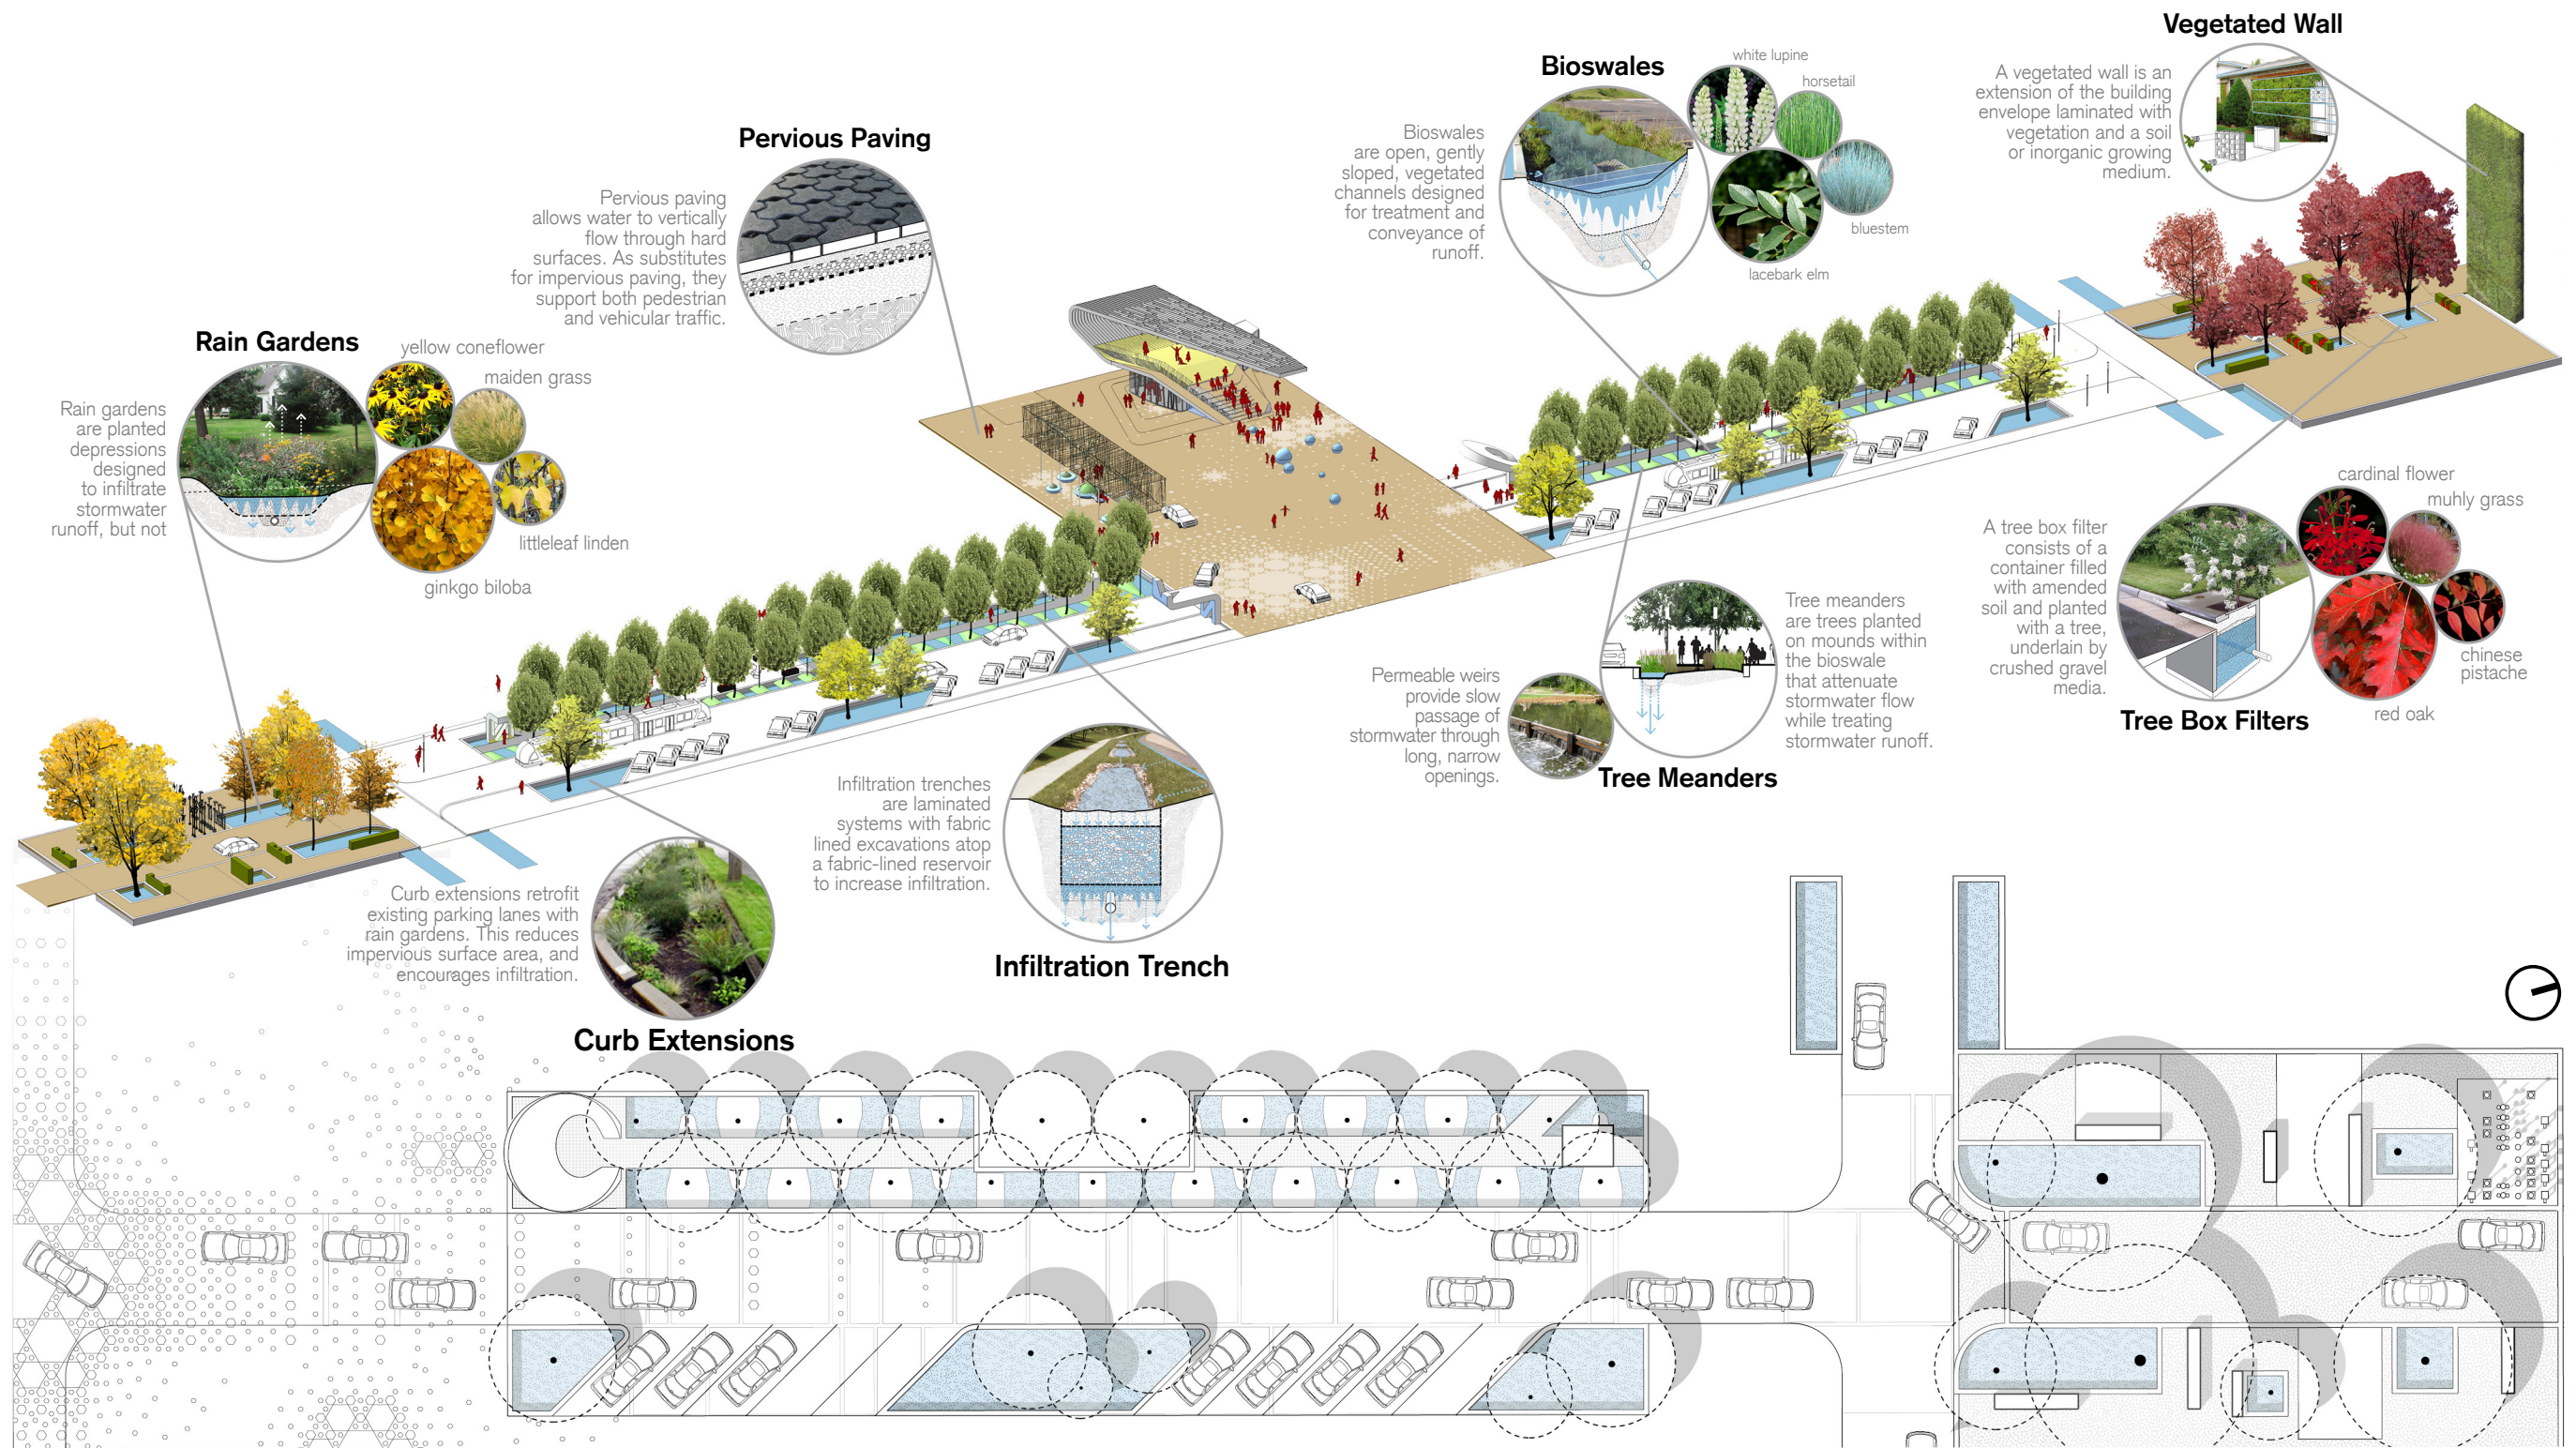 Vegetated Wall
A vegetated wall is an
extension of the building
envelope laminated with
vegetation and a soil
or inorganic growing
medium.
Bioswales
white lupine
horsetail
bluestem
lacebark elm
Bioswales
are open, gently
sloped, vegetated
channels designed
for treatment and
conveyance of
runoff.
Pervious Paving
Pervious paving
allows water to vertically
flow through hard
surfaces. As substitutes
for impervious paving, they
support both pedestrian
and vehicular traffic.
Rain Gardens
yellow coneflower
maiden grass
littleleaf linden
ginkgo biloba
Rain gardens
are planted
depressions
designed
to infiltrate
stormwater
runoff, but not
cardinal flower
muhly grass
chinese
pistache
red oak
A tree box filter
consists of a
container filled
with amended
soil and planted
with a tree,
underlain by
crushed gravel
media.
Tree Box Filters
Tree meanders
are trees planted
on mounds within
the bioswale
that attenuate
stormwater flow
while treating
stormwater runoff.
Permeable weirs
provide slow
passage of
stormwater through
long, narrow
openings.
Tree Meanders
Infiltration trenches
are laminated
systems with fabric
lined excavations atop
a fabric-lined reservoir
to increase infiltration.
Infiltration Trench
Curb extensions retrofit
existing parking lanes with
rain gardens. This reduces
impervious surface area, and
encourages infiltration.
Curb Extensions